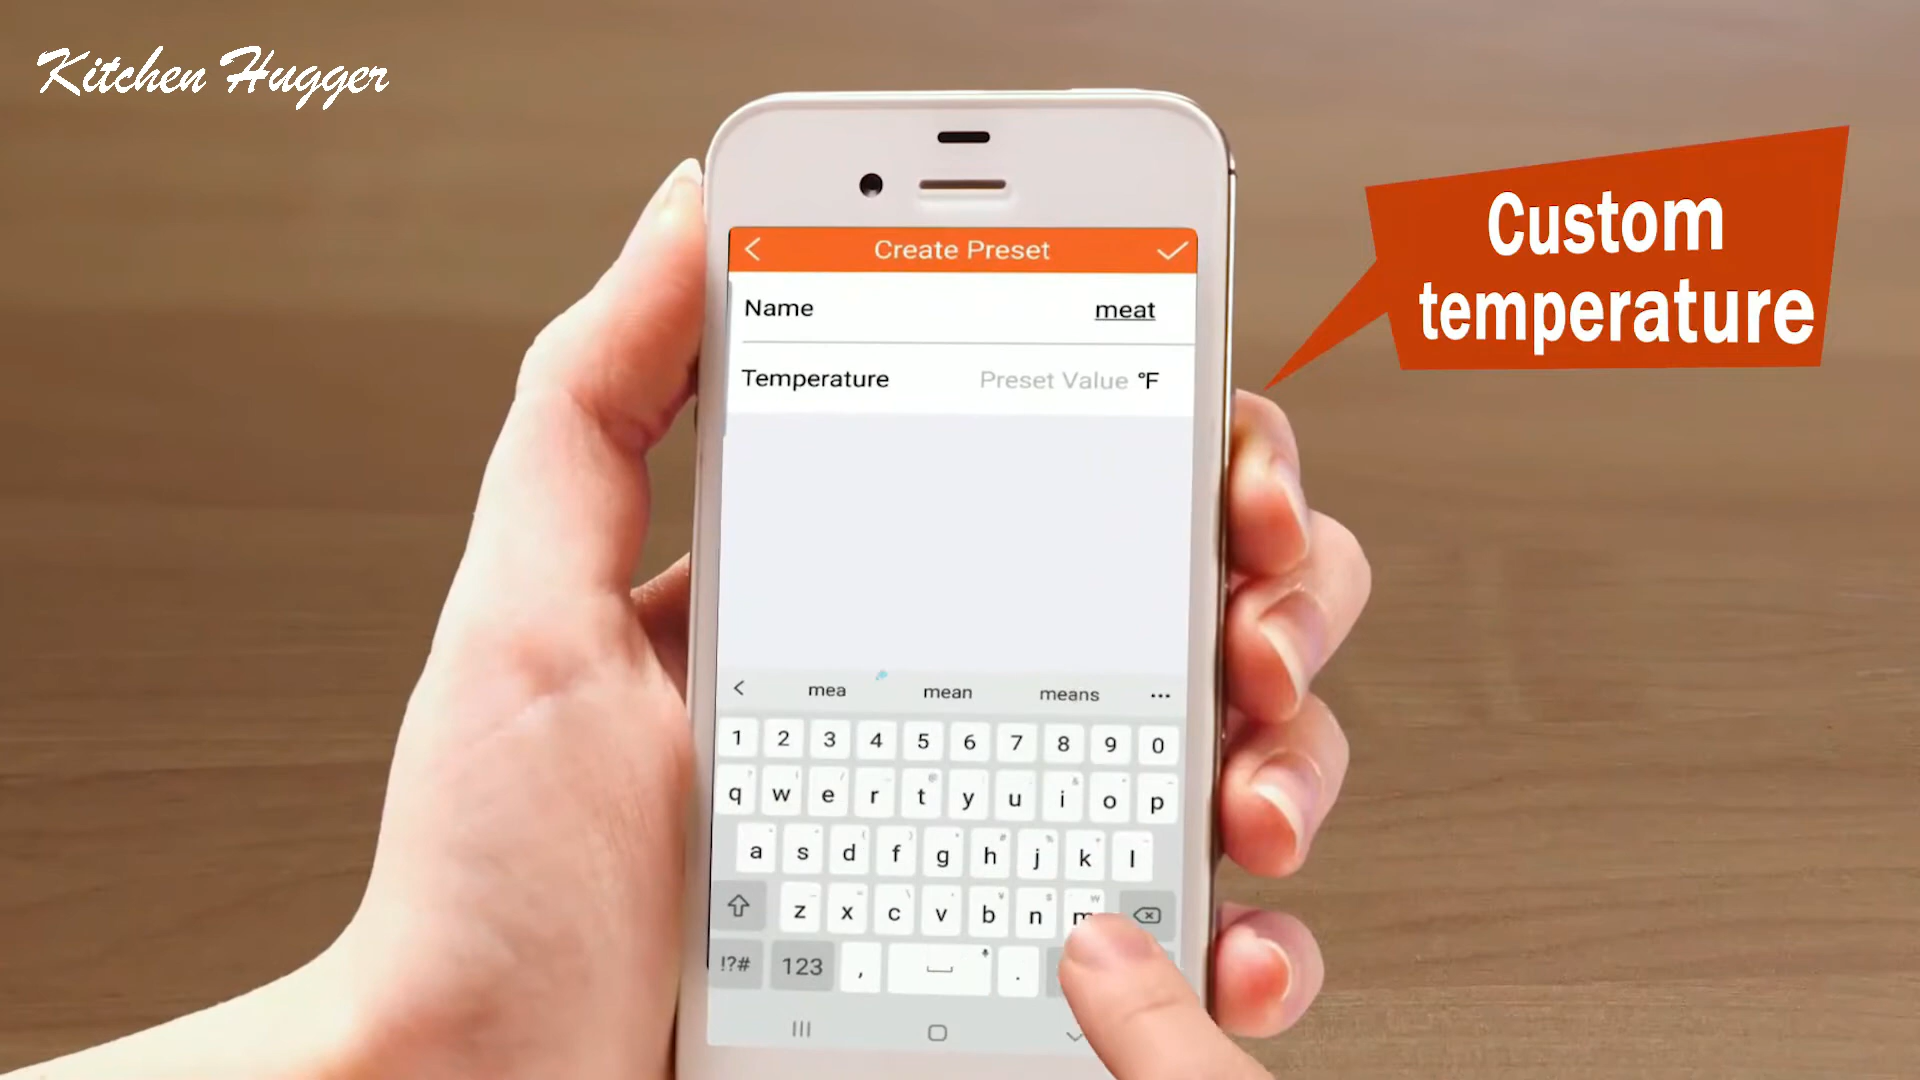 Kitchen Hugger
Custom
temperature
Create Preset
Name meat
Temperature Preset Value °F
mea mean means ...
1 2 3 4 5 6 7 8 9 0
q w e r t y u i o p
a s d f g h j k l
z x c v b n m
!?# 123 , .